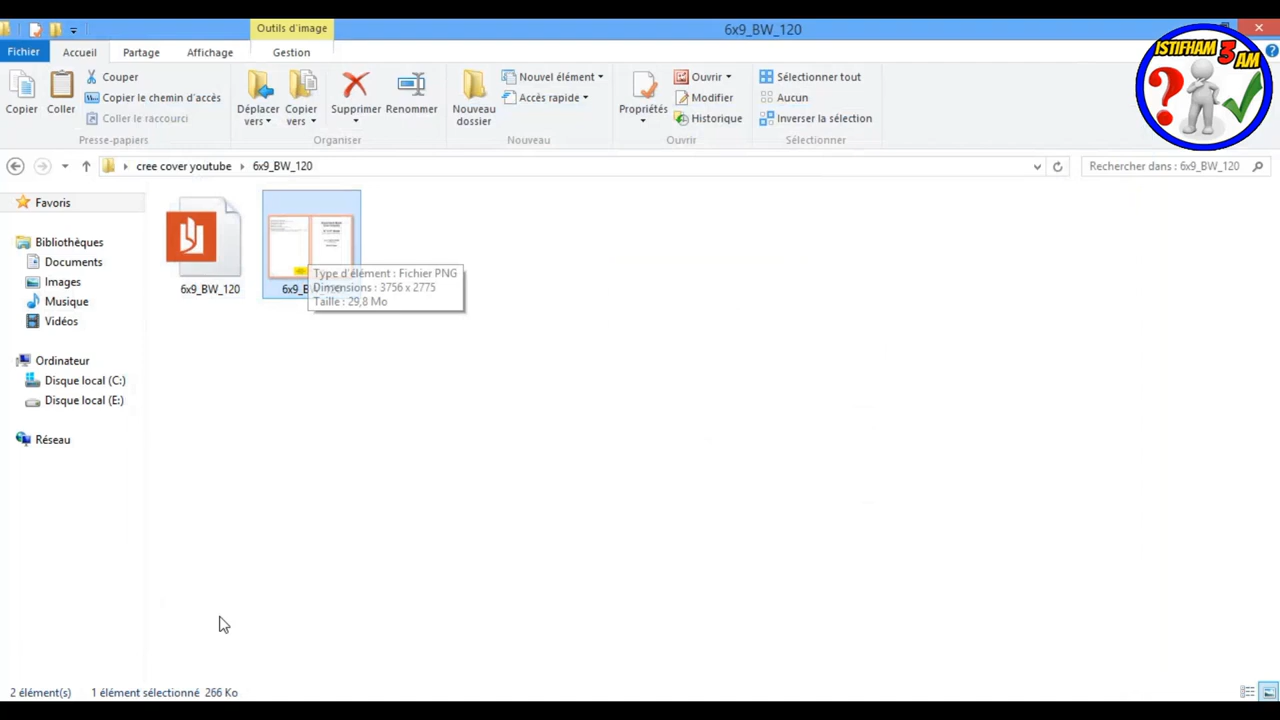 Outils d'image
6x9_BW_120
Fichier
Accueil
Partage
Affichage
Gestion
ISTIFHAM 3 AM
Copier
Coller
Couper
Copier le chemin d'accès
Coller le raccourci
Presse-papiers
Déplacer vers
Copier vers
Supprimer
Renommer
Organiser
Nouveau dossier
Nouvel élément
Accès rapide
Nouveau
Propriétés
Ouvrir
Modifier
Historique
Ouvrir
Sélectionner tout
Aucun
Inverser la sélection
Sélectionner
cree cover youtube
6x9_BW_120
Rechercher dans : 6x9_BW_120
Favoris
Bibliothèques
Documents
Images
Musique
Vidéos
Ordinateur
Disque local (C:)
Disque local (E:)
Réseau
6x9_BW_120
Type d'élément : Fichier PNG
Dimensions : 3756 x 2775
Taille : 29,8 Mo
2 élément(s)
1 élément sélectionné 266 Ko